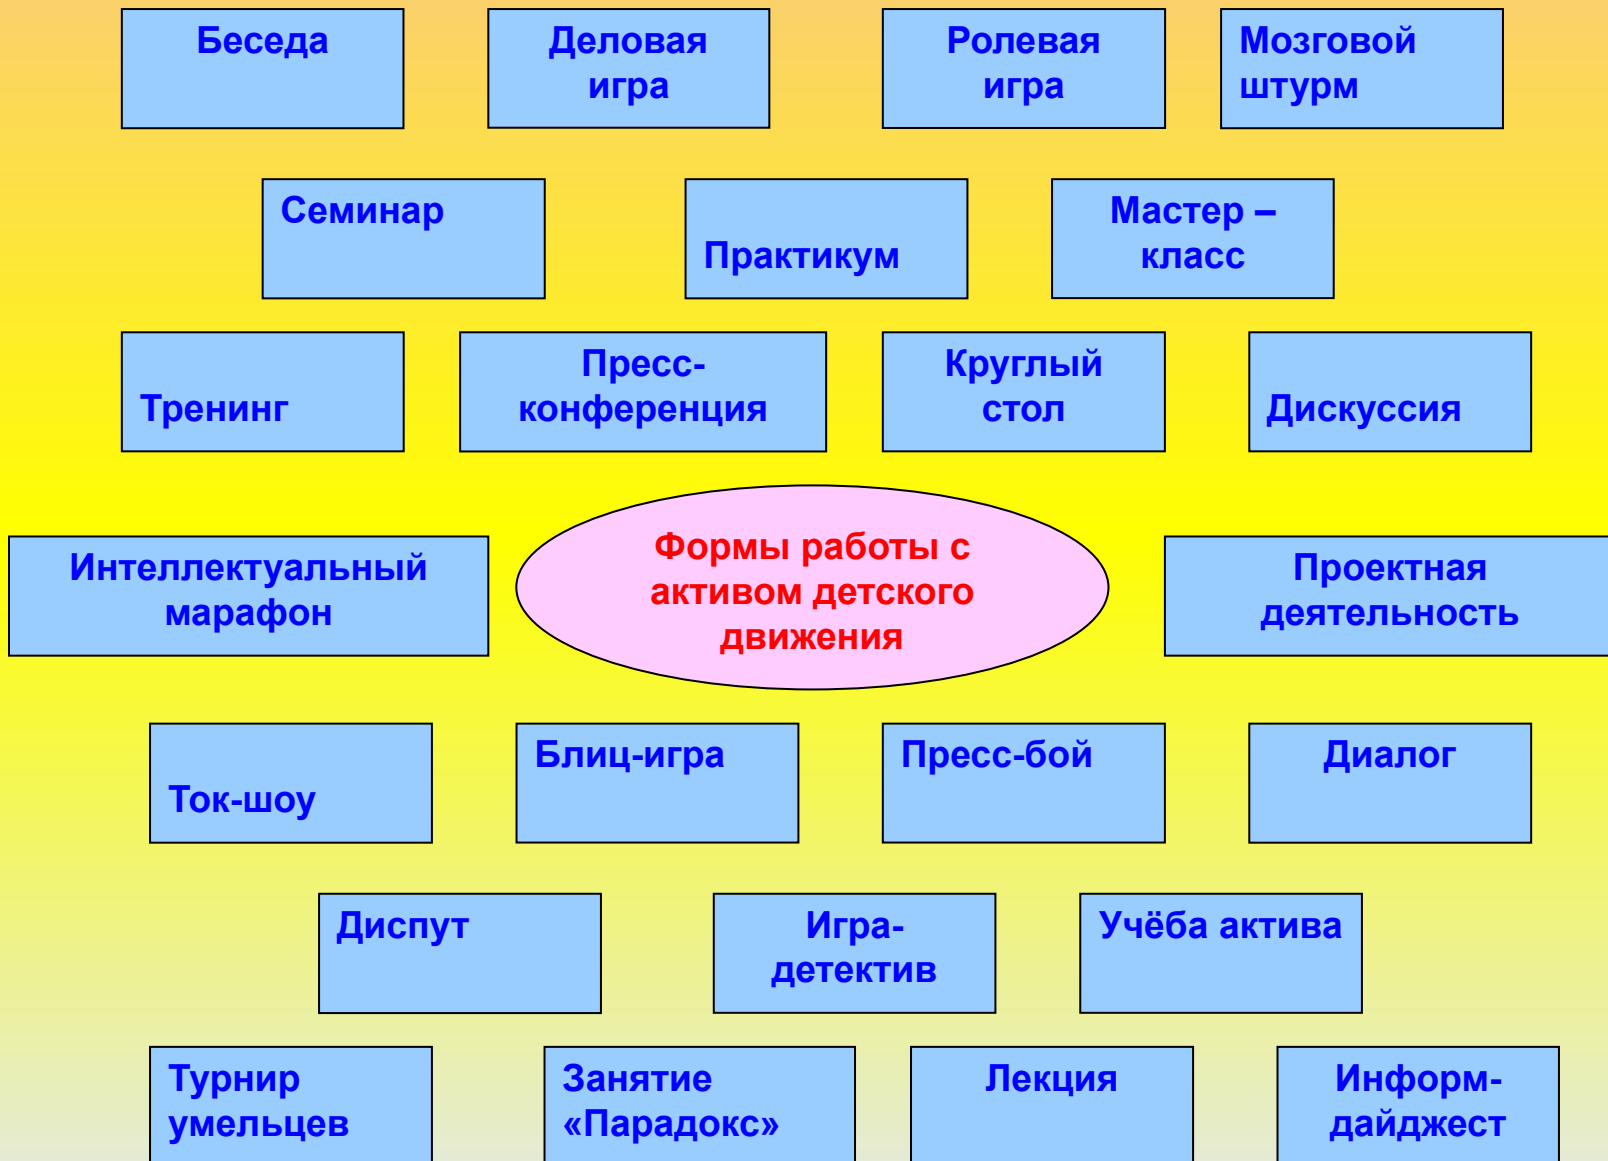 Беседа
Деловая
игра
Ролевая
игра
Мозговой
штурм
Семинар
Практикум
Мастер –
класс
Тренинг
Пресс-
конференция
Круглый
стол
Дискуссия
Интеллектуальный
марафон
Формы работы с
активом детского
движения
Проектная
деятельность
Ток-шоу
Блиц-игра
Пресс-бой
Диалог
Диспут
Игра-
детектив
Учёба актива
Турнир
умельцев
Занятие
«Парадокс»
Лекция
Информ-
дайджест